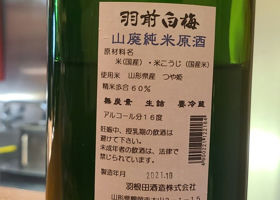 羽前白梅
山廃純米原酒
原材料名
米(国産)・米こうじ(国産米)
使用米 山形県産 つや姫
精米歩合60%
無炭素 生詰 要冷蔵
アルコール分16度
妊娠中、授乳期の飲酒は
避けて下さい。
未成年者の飲酒は、法律で
禁じられています。
製造年月 2021.10
羽根田酒造株式会社